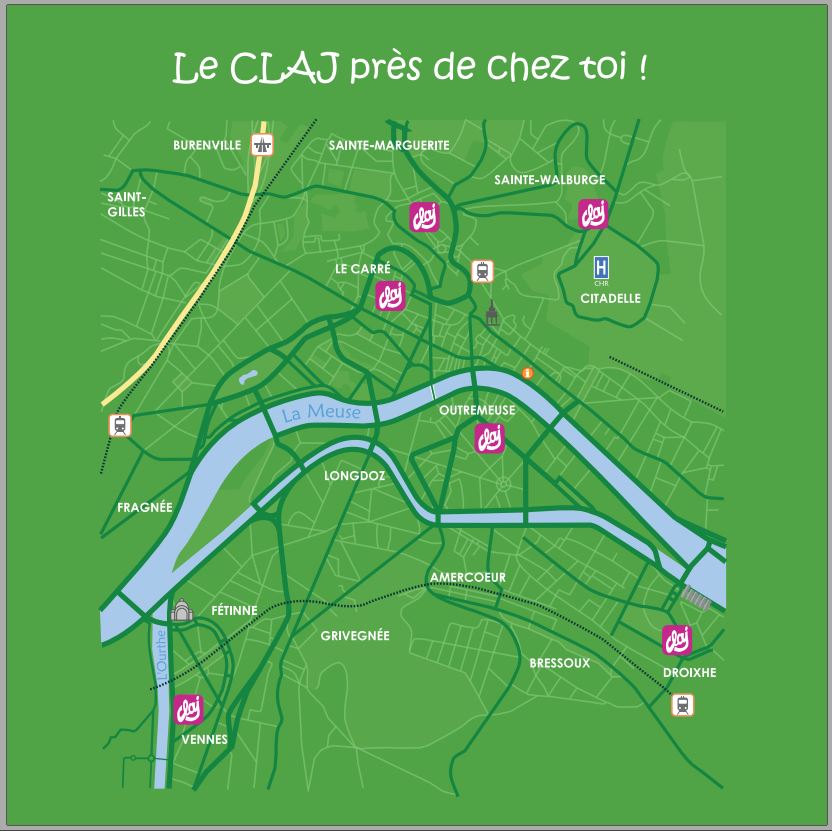 Le CLAJ près de chez toi !
BURENVILLE
SAINTE-MARGUERITE
SAINTE-WALBURGE
SAINT-
GILLES
claj
claj
LE CARRÉ
H
CHR
claj
CITADELLE
i
La Meuse
OUTREMEUSE
claj
LONGDOZ
FRAGNÉE
AMERCOEUR
FÉTINNE
GRIVEGNÉE
L'Ourthe
claj
BRESSOUX
DROIXHE
claj
VENNES